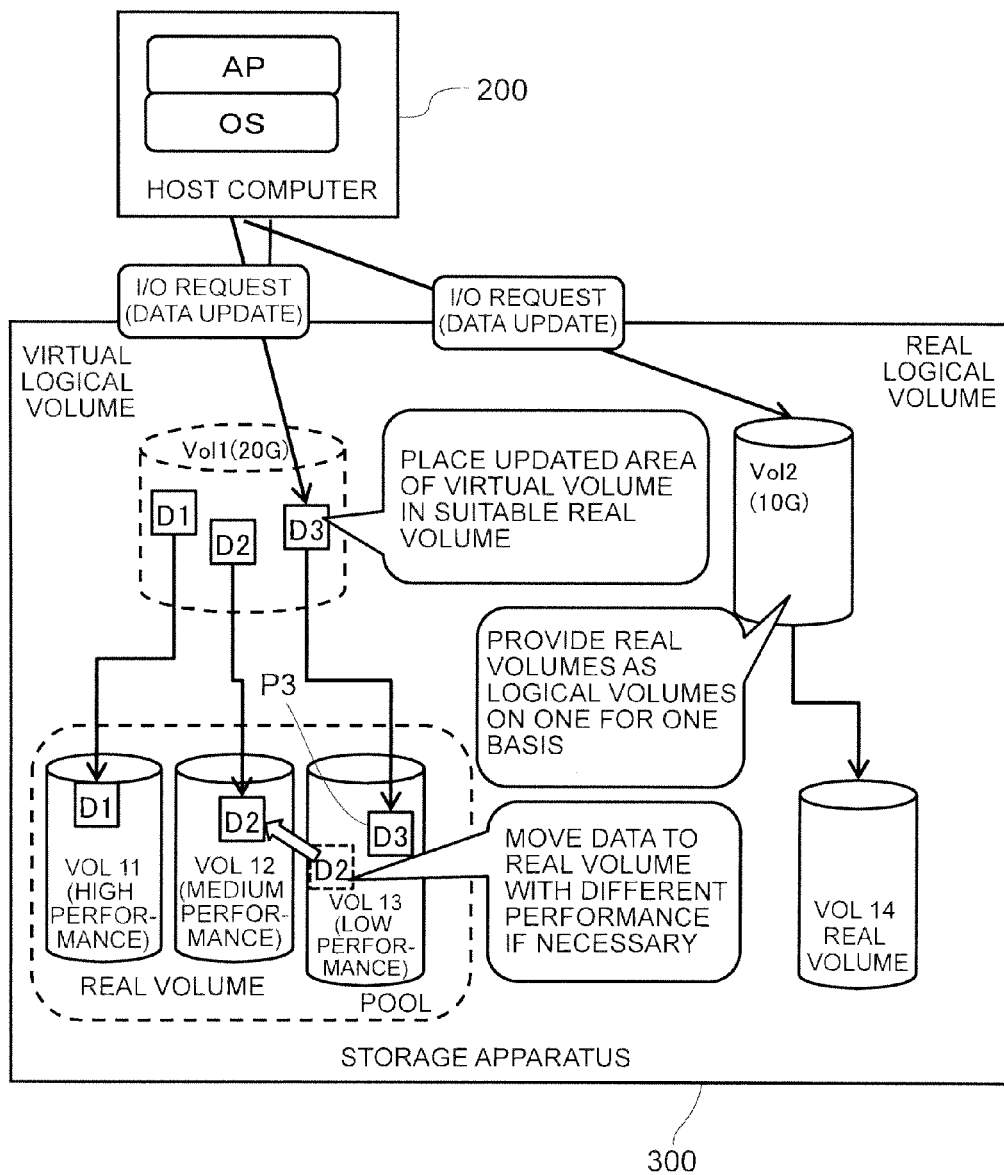 AP
OS
HOST COMPUTER
200
I/O REQUEST
(DATA UPDATE)
I/O REQUEST
(DATA UPDATE)
VIRTUAL
LOGICAL
VOLUME
REAL
LOGICAL
VOLUME
Vol1(20G)
D1
D2
D3
PLACE UPDATED AREA
OF VIRTUAL VOLUME
IN SUITABLE REAL
VOLUME
Vol2
(10G)
PROVIDE REAL
VOLUMES AS
LOGICAL VOLUMES
ON ONE FOR ONE
BASIS
P3
D1
VOL 11
(HIGH
PERFOR-
MANCE)
D2
VOL 12
(MEDIUM
PERFOR-
MANCE)
D3
D2
VOL 13
(LOW
PERFOR-
MANCE)
REAL VOLUME
POOL
MOVE DATA TO
REAL VOLUME
WITH DIFFERENT
PERFORMANCE
IF NECESSARY
VOL 14
REAL
VOLUME
STORAGE APPARATUS
300